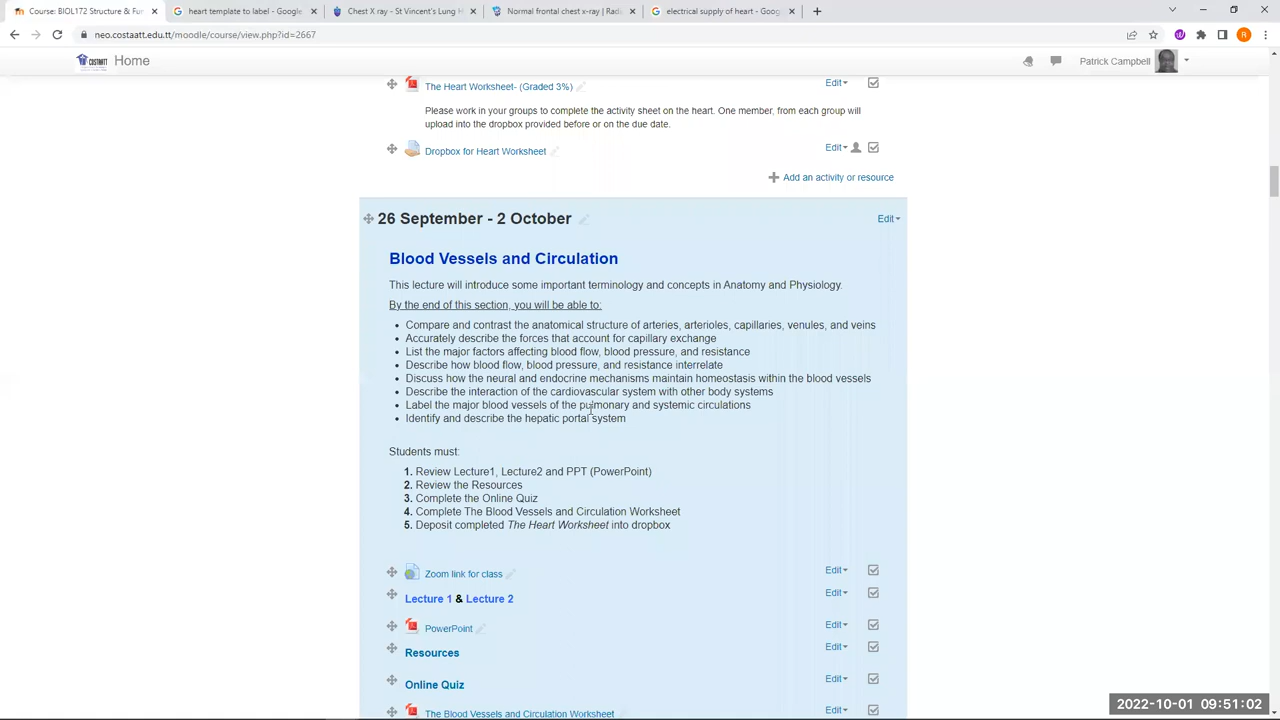 Course: BIOL172 Structure & Fun
heart template to label - Google
Chest X ray - St Vincent's Lung H
Normal frontal chest x-ray | Radi
electrical supply of heart - Goog
neo.costaatt.edu.tt/moodle/course/view.php?id=2667
R
COSTAATT
Home
Patrick Campbell
The Heart Worksheet- (Graded 3%)
Edit
Please work in your groups to complete the activity sheet on the heart. One member, from each group will
upload into the dropbox provided before or on the due date.
Dropbox for Heart Worksheet
Edit
Add an activity or resource
26 September - 2 October
Edit
Blood Vessels and Circulation
This lecture will introduce some important terminology and concepts in Anatomy and Physiology.
By the end of this section, you will be able to:
• Compare and contrast the anatomical structure of arteries, arterioles, capillaries, venules, and veins
• Accurately describe the forces that account for capillary exchange
• List the major factors affecting blood flow, blood pressure, and resistance
• Describe how blood flow, blood pressure, and resistance interrelate
• Discuss how the neural and endocrine mechanisms maintain homeostasis within the blood vessels
• Describe the interaction of the cardiovascular system with other body systems
• Label the major blood vessels of the pulmonary and systemic circulations
• Identify and describe the hepatic portal system
Students must:
1. Review Lecture1, Lecture2 and PPT (PowerPoint)
2. Review the Resources
3. Complete the Online Quiz
4. Complete The Blood Vessels and Circulation Worksheet
5. Deposit completed The Heart Worksheet into dropbox
Zoom link for class
Edit
Lecture 1 & Lecture 2
Edit
PowerPoint
Edit
Resources
Edit
Online Quiz
Edit
The Blood Vessels and Circulation Worksheet
Edit
2022-10-01 09:51:02